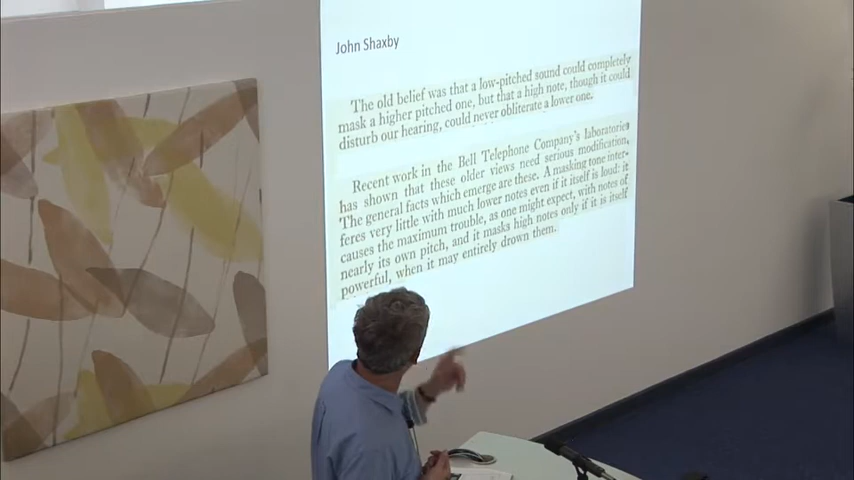 John Shaxby
The old belief was that a low-pitched sound could completely
mask a higher pitched one, but that a high note, though it could
disturb our hearing, could never obliterate a lower one.
Recent work in the Bell Telephone Company's laboratories
has shown that these older views need serious modification.
The general facts which emerge are these. A masking tone inter-
feres very little with much lower notes even if it itself is loud: it
causes the maximum trouble, as one might expect, with notes of
nearly its own pitch, and it masks high notes only if it is itself
powerful, when it may entirely drown them.